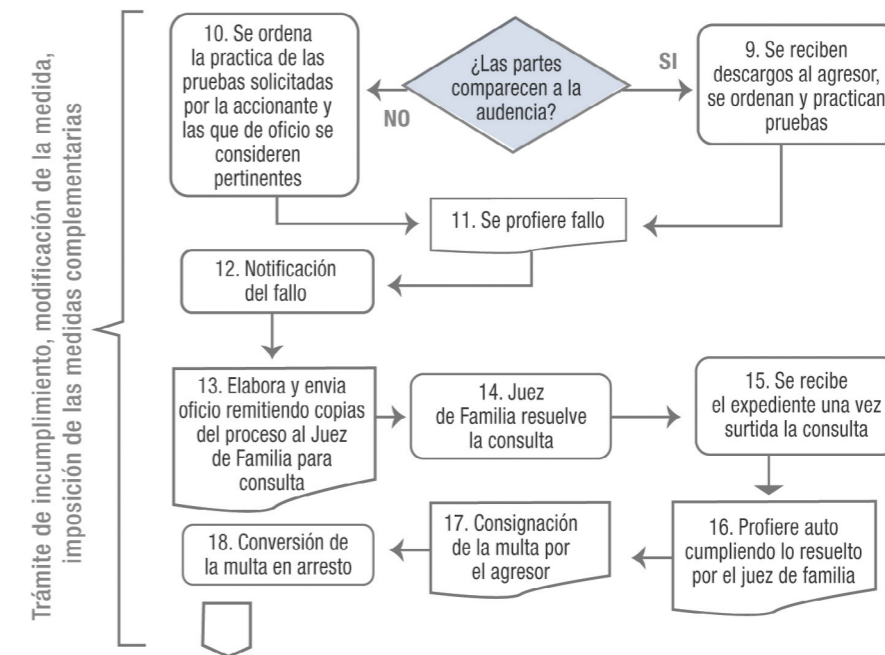 Trámite de incumplimiento, modificación de la medida,
imposición de las medidas complementarias
10. Se ordena
la practica de las
pruebas solicitadas
por la accionante y
las que de oficio se
consideren
pertinentes
NO
¿Las partes
comparecen a la
audencia?
SI
9. Se reciben
descargos al agresor,
se ordenan y practican
pruebas
11. Se profiere fallo
12. Notificación
del fallo
13. Elabora y envia
oficio remitiendo copias
del proceso al Juez
de Familia para
consulta
14. Juez
de Familia resuelve
la consulta
15. Se recibe
el expediente una vez
surtida la consulta
16. Profiere auto
cumpliendo lo resuelto
por el juez de familia
17. Consignación
de la multa por
el agresor
18. Conversión de
la multa en arresto